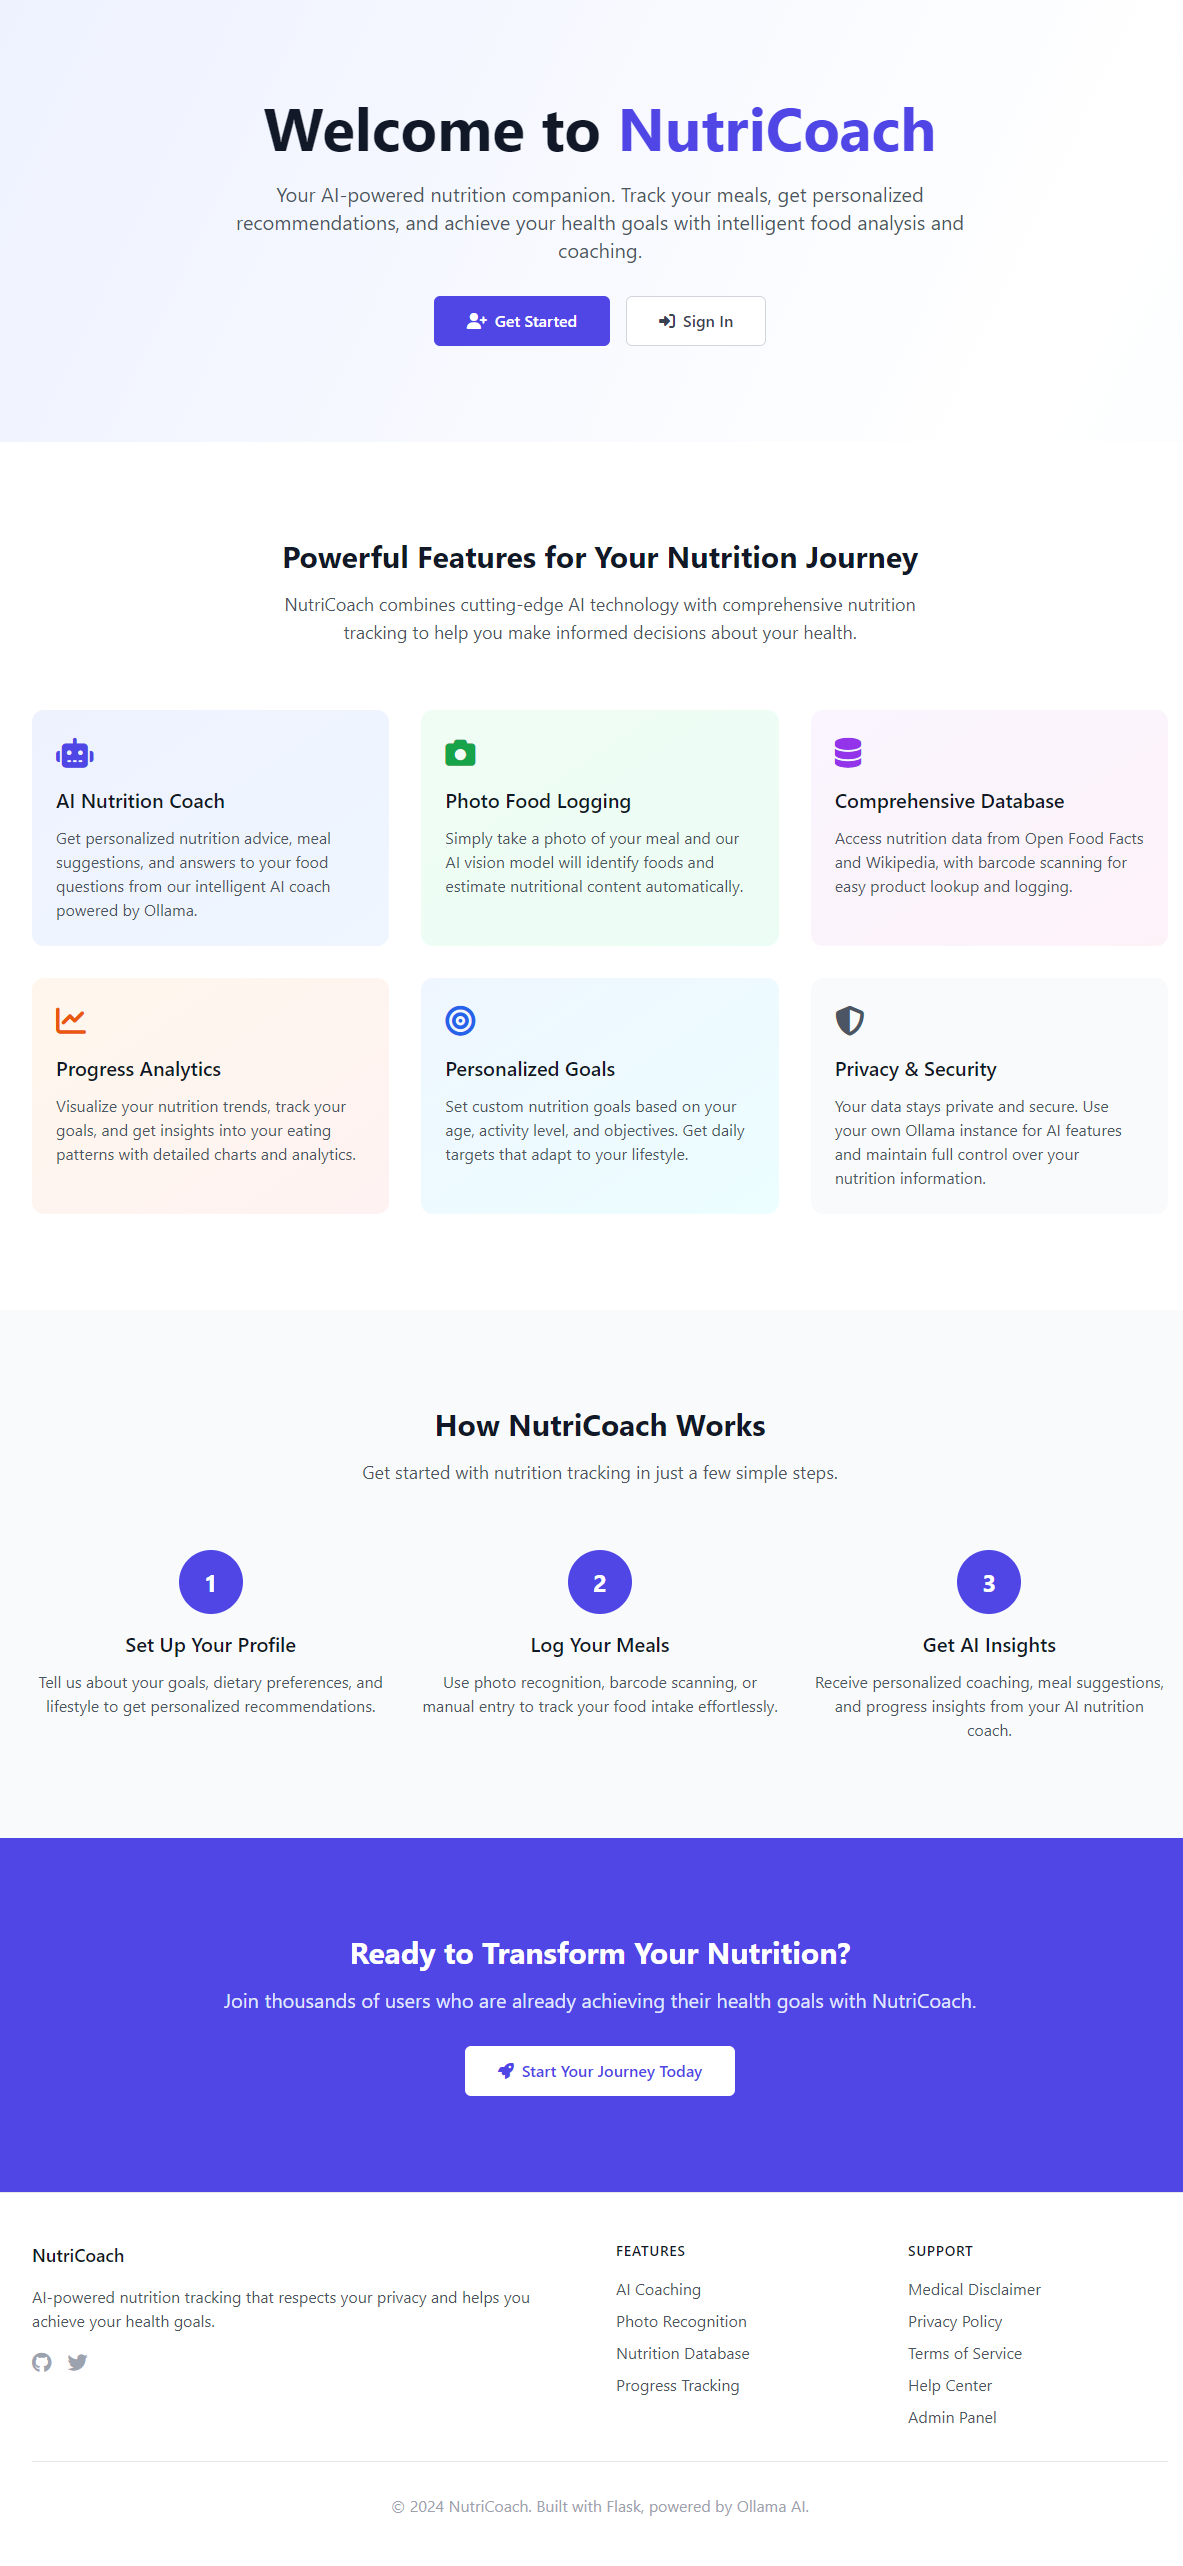 Welcome to NutriCoach
Your AI-powered nutrition companion. Track your meals, get personalized
recommendations, and achieve your health goals with intelligent food analysis and
coaching.
Get Started
Sign In
Powerful Features for Your Nutrition Journey
NutriCoach combines cutting-edge AI technology with comprehensive nutrition
tracking to help you make informed decisions about your health.
AI Nutrition Coach
Get personalized nutrition advice, meal
suggestions, and answers to your food
questions from our intelligent AI coach
powered by Ollama.
Photo Food Logging
Simply take a photo of your meal and our
AI vision model will identify foods and
estimate nutritional content automatically.
Comprehensive Database
Access nutrition data from Open Food Facts
and Wikipedia, with barcode scanning for
easy product lookup and logging.
Progress Analytics
Visualize your nutrition trends, track your
goals, and get insights into your eating
patterns with detailed charts and analytics.
Personalized Goals
Set custom nutrition goals based on your
age, activity level, and objectives. Get daily
targets that adapt to your lifestyle.
Privacy & Security
Your data stays private and secure. Use
your own Ollama instance for AI features
and maintain full control over your
nutrition information.
How NutriCoach Works
Get started with nutrition tracking in just a few simple steps.
1
Set Up Your Profile
Tell us about your goals, dietary preferences, and
lifestyle to get personalized recommendations.
2
Log Your Meals
Use photo recognition, barcode scanning, or
manual entry to track your food intake effortlessly.
3
Get AI Insights
Receive personalized coaching, meal suggestions,
and progress insights from your AI nutrition
coach.
Ready to Transform Your Nutrition?
Join thousands of users who are already achieving their health goals with NutriCoach.
Start Your Journey Today
NutriCoach
AI-powered nutrition tracking that respects your privacy and helps you
achieve your health goals.
FEATURES
AI Coaching
Photo Recognition
Nutrition Database
Progress Tracking
SUPPORT
Medical Disclaimer
Privacy Policy
Terms of Service
Help Center
Admin Panel
© 2024 NutriCoach. Built with Flask, powered by Ollama AI.